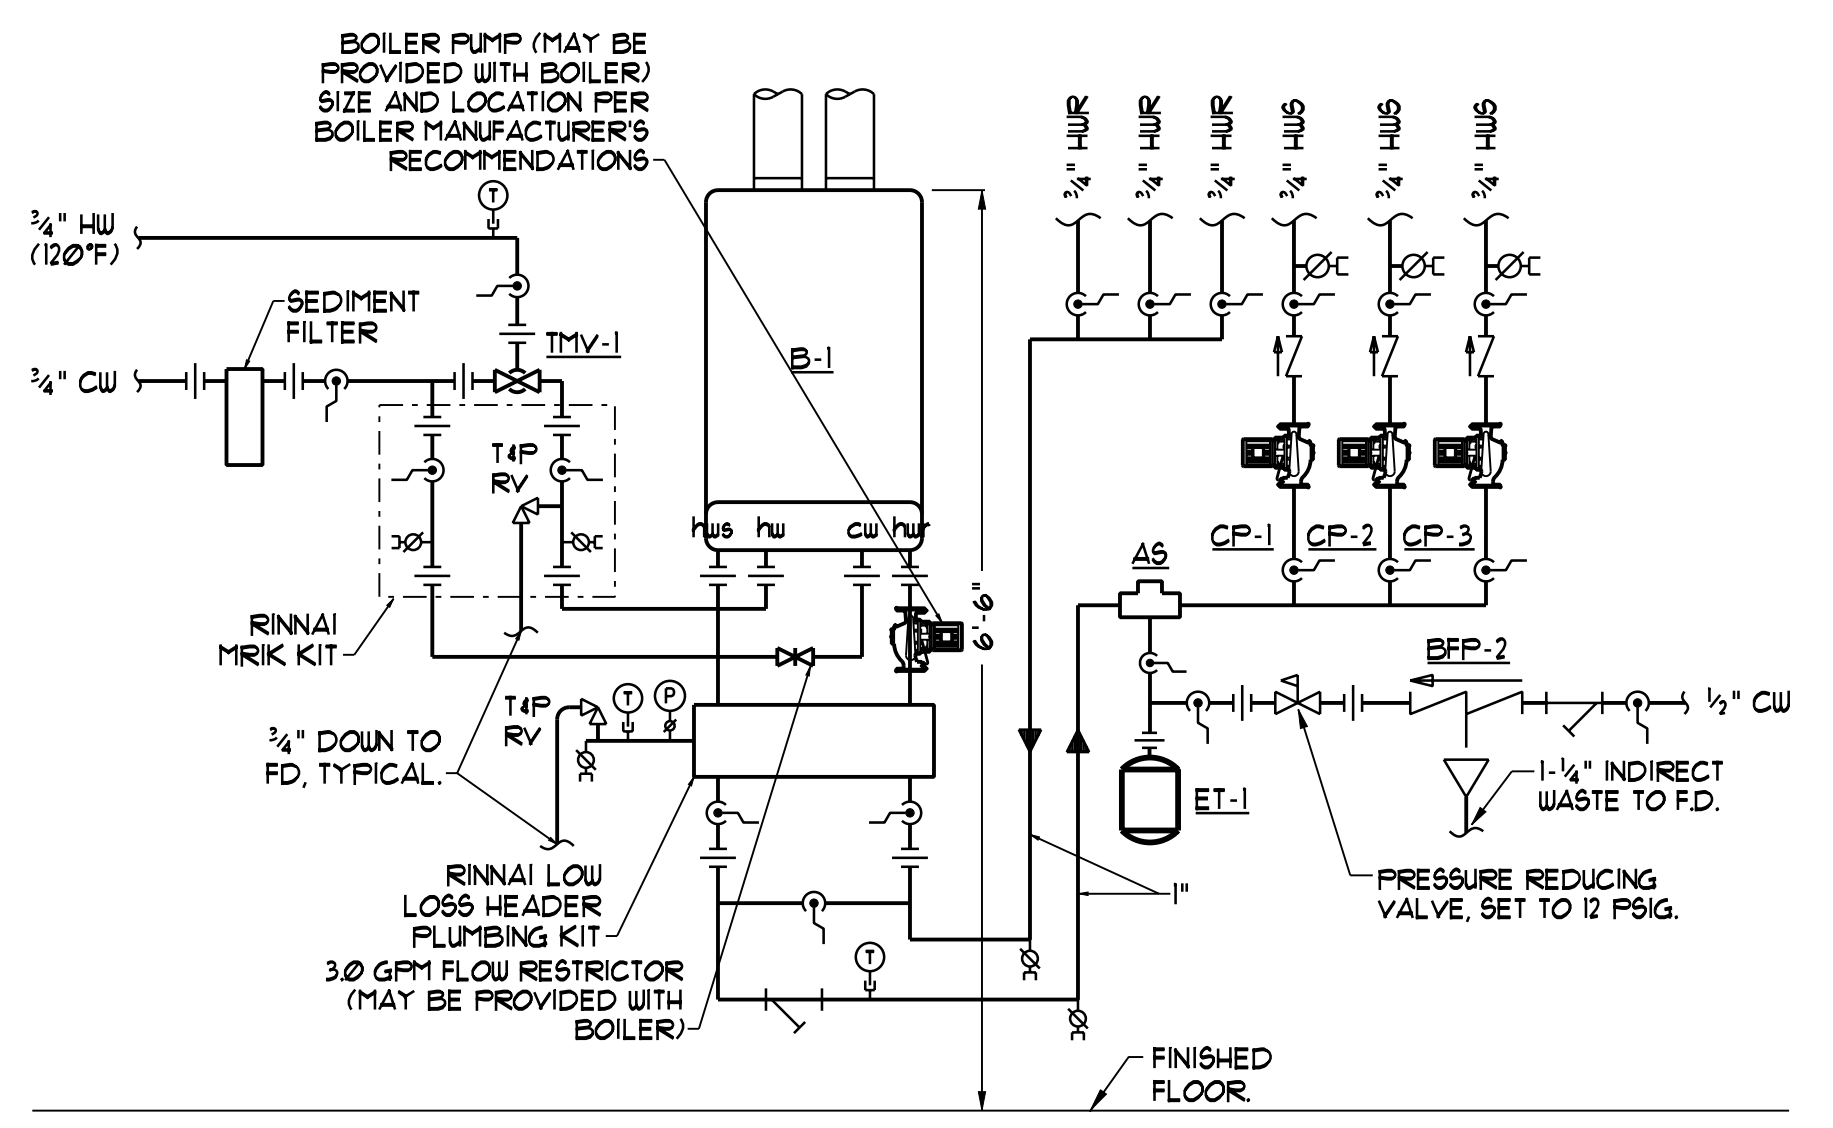 BOILER PUMP (MAY BE
PROVIDED WITH BOILER)
SIZE AND LOCATION PER
BOILER MANUFACTURER'S
RECOMMENDATIONS
T
3/4" HW
(120°F)
SEDIMENT
FILTER
TMV-1
3/4" CW
T&P
RV
RINNAI
MRIK KIT
B-1
hws hw cw hwr
6'-6"
3/4" HWR
3/4" HWR
3/4" HWR
3/4" HWS
3/4" HWS
3/4" HWS
CP-1
CP-2
CP-3
AS
BFP-2
1/2" CW
T&P
RV
T
P
3/4" DOWN TO
FD, TYPICAL.
ET-1
1-1/4" INDIRECT
WASTE TO F.D.
PRESSURE REDUCING
VALVE, SET TO 12 PSIG.
1"
RINNAI LOW
LOSS HEADER
PLUMBING KIT
T
3.0 GPM FLOW RESTRICTOR
(MAY BE PROVIDED WITH
BOILER)
FINISHED
FLOOR.